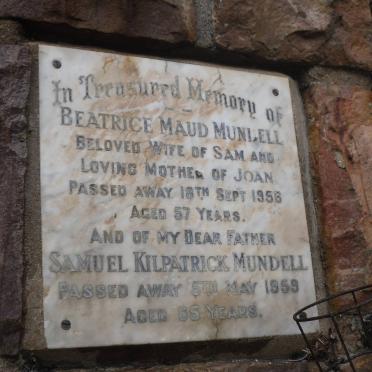 In Treasured Memory of
BEATRICE MAUD MUNDELL
BELOVED WIFE OF SAM AND
LOVING MOTHER OF JOAN
PASSED AWAY 18TH SEPT 1956
AGED 57 YEARS.
AND OF MY DEAR FATHER
SAMUEL KILPATRICK MUNDELL
PASSED AWAY 5TH MAY 1959
AGED 65 YEARS.